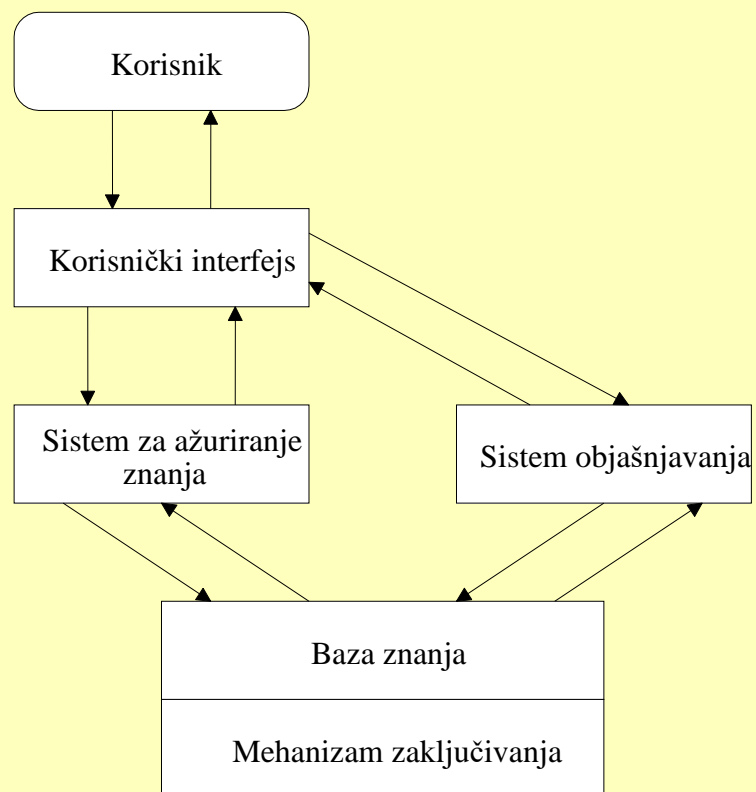 Korisnik
Korisnički interfejs
Sistem za ažuriranje
znanja
Sistem objašnjavanja
Baza znanja
Mehanizam zaključivanja